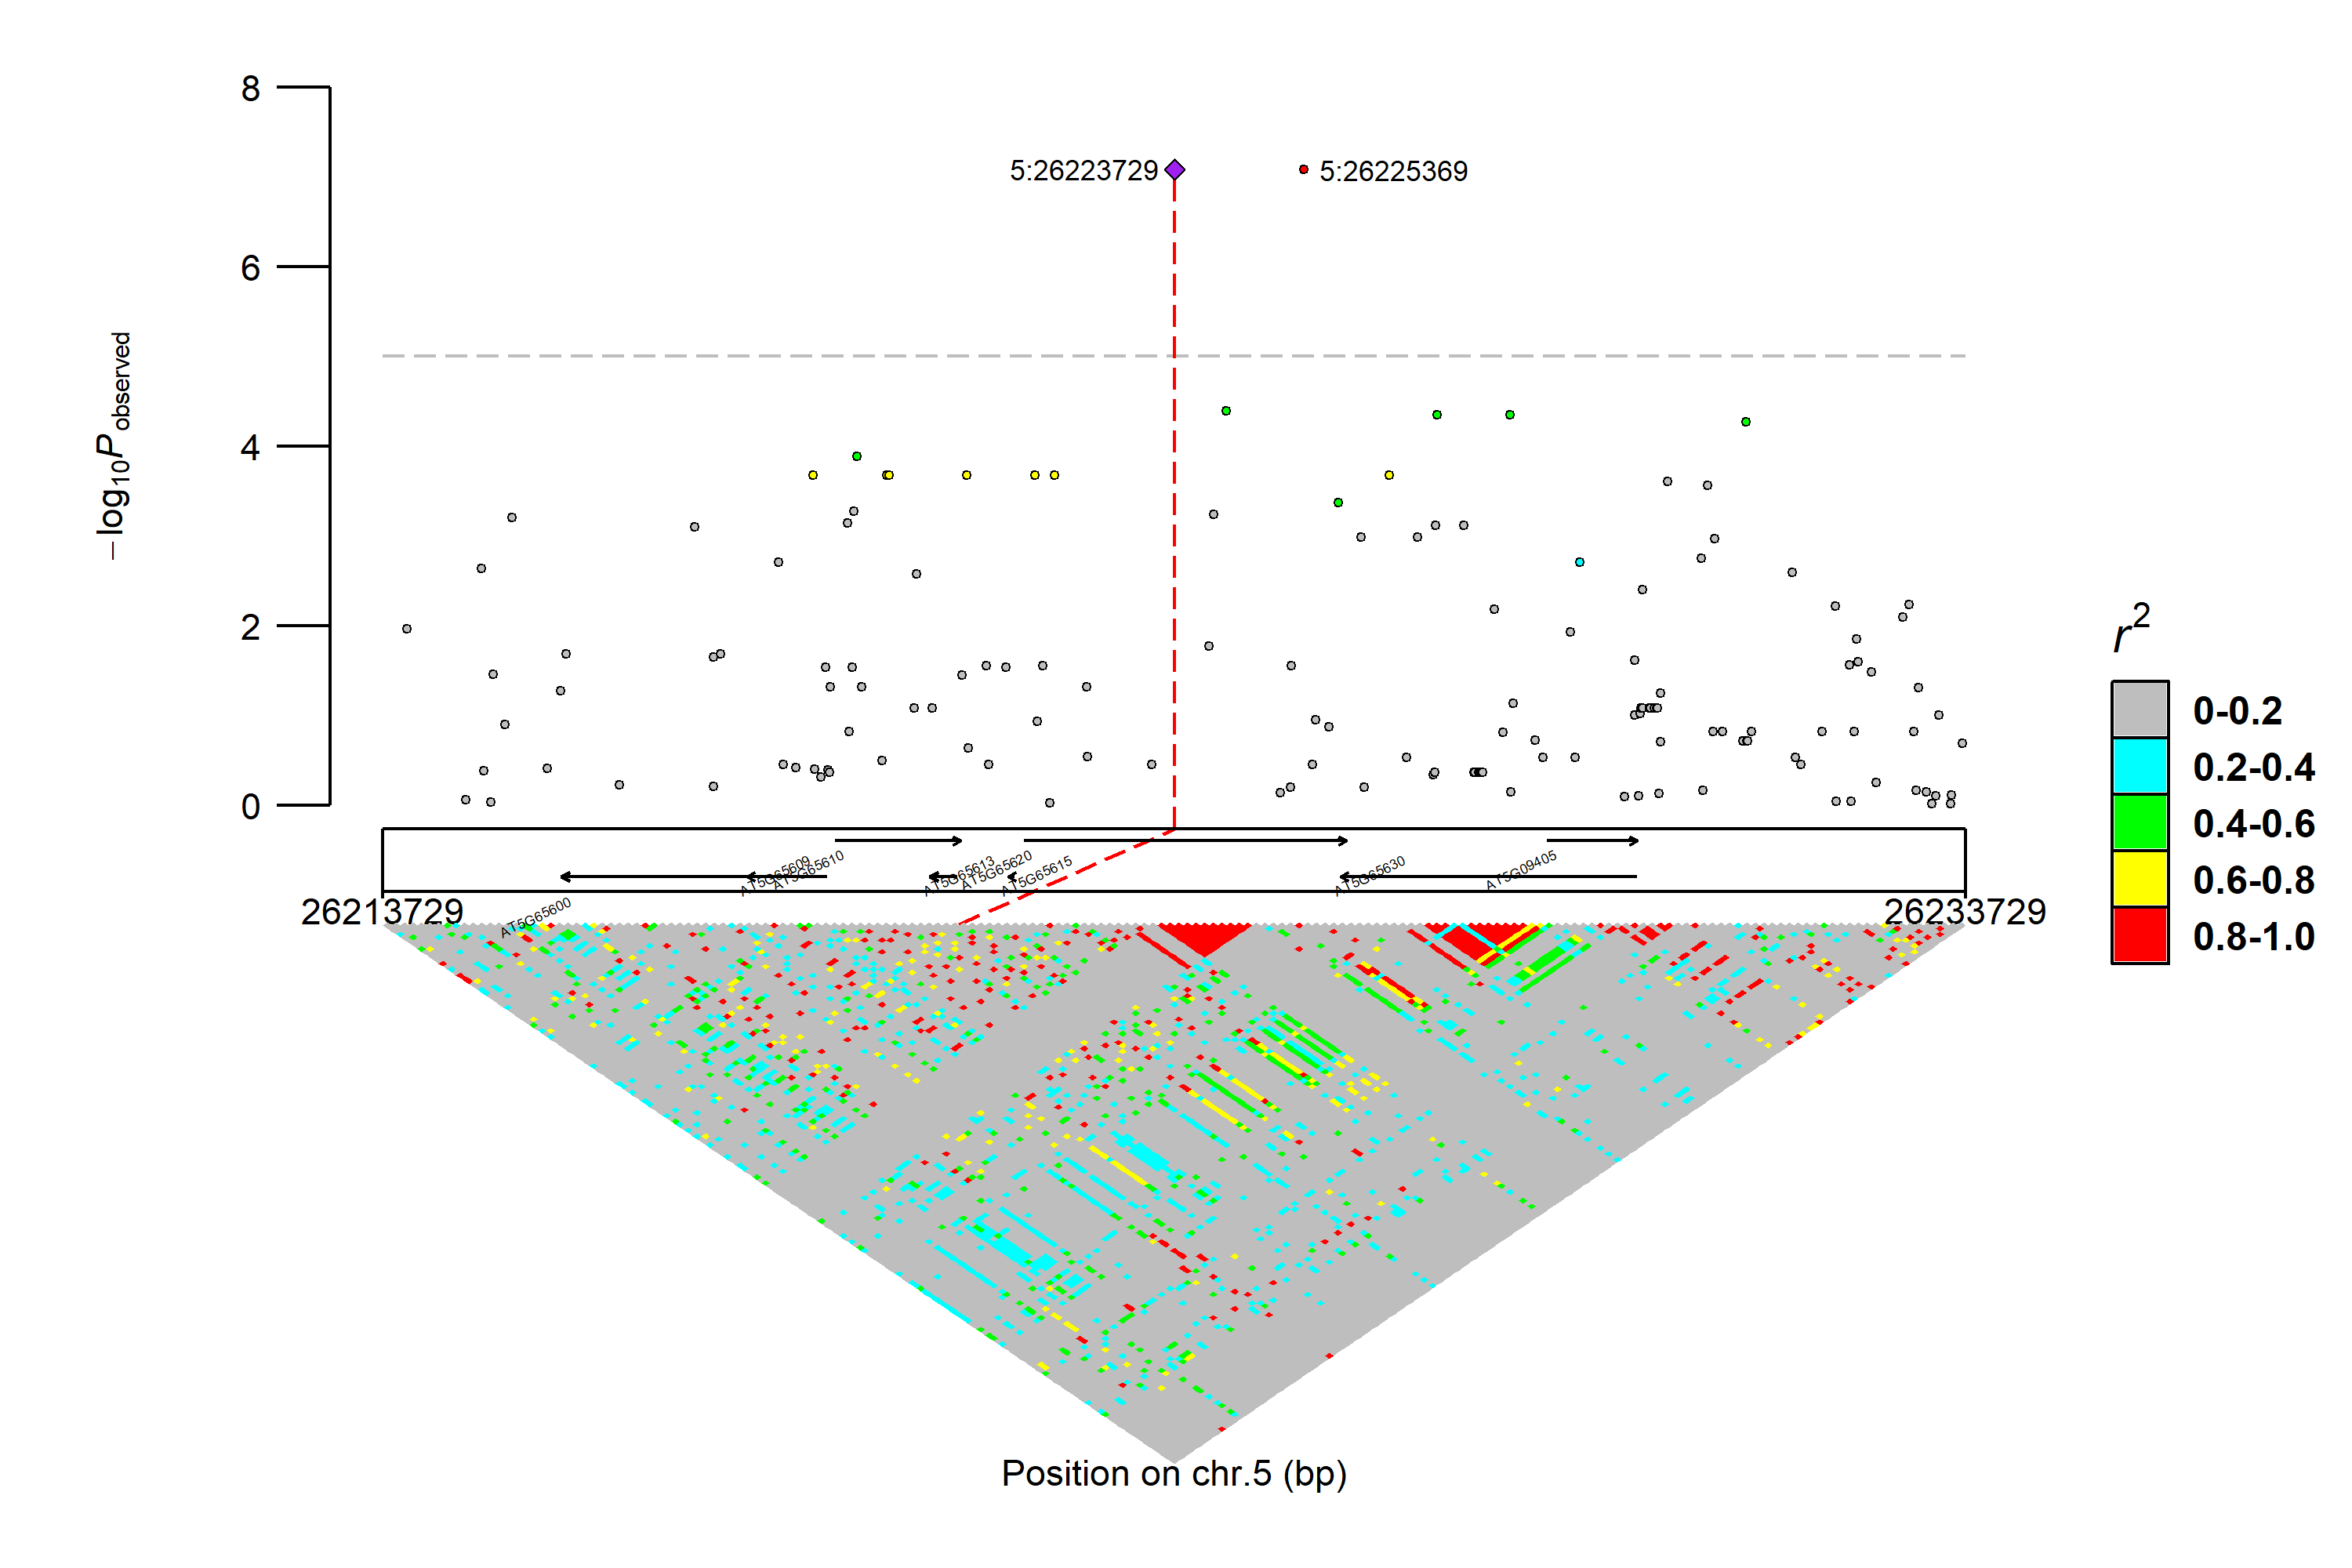 8
5:26223729
5:26225369
6
4
2
0
−log10Pobserved
r2
0-0.2
0.2-0.4
0.4-0.6
0.6-0.8
0.8-1.0
AT5G65609
AT5G65610
AT5G65613
AT5G65620
AT5G65615
AT5G65630
AT5G09405
AT5G65600
26213729
26233729
Position on chr.5 (bp)